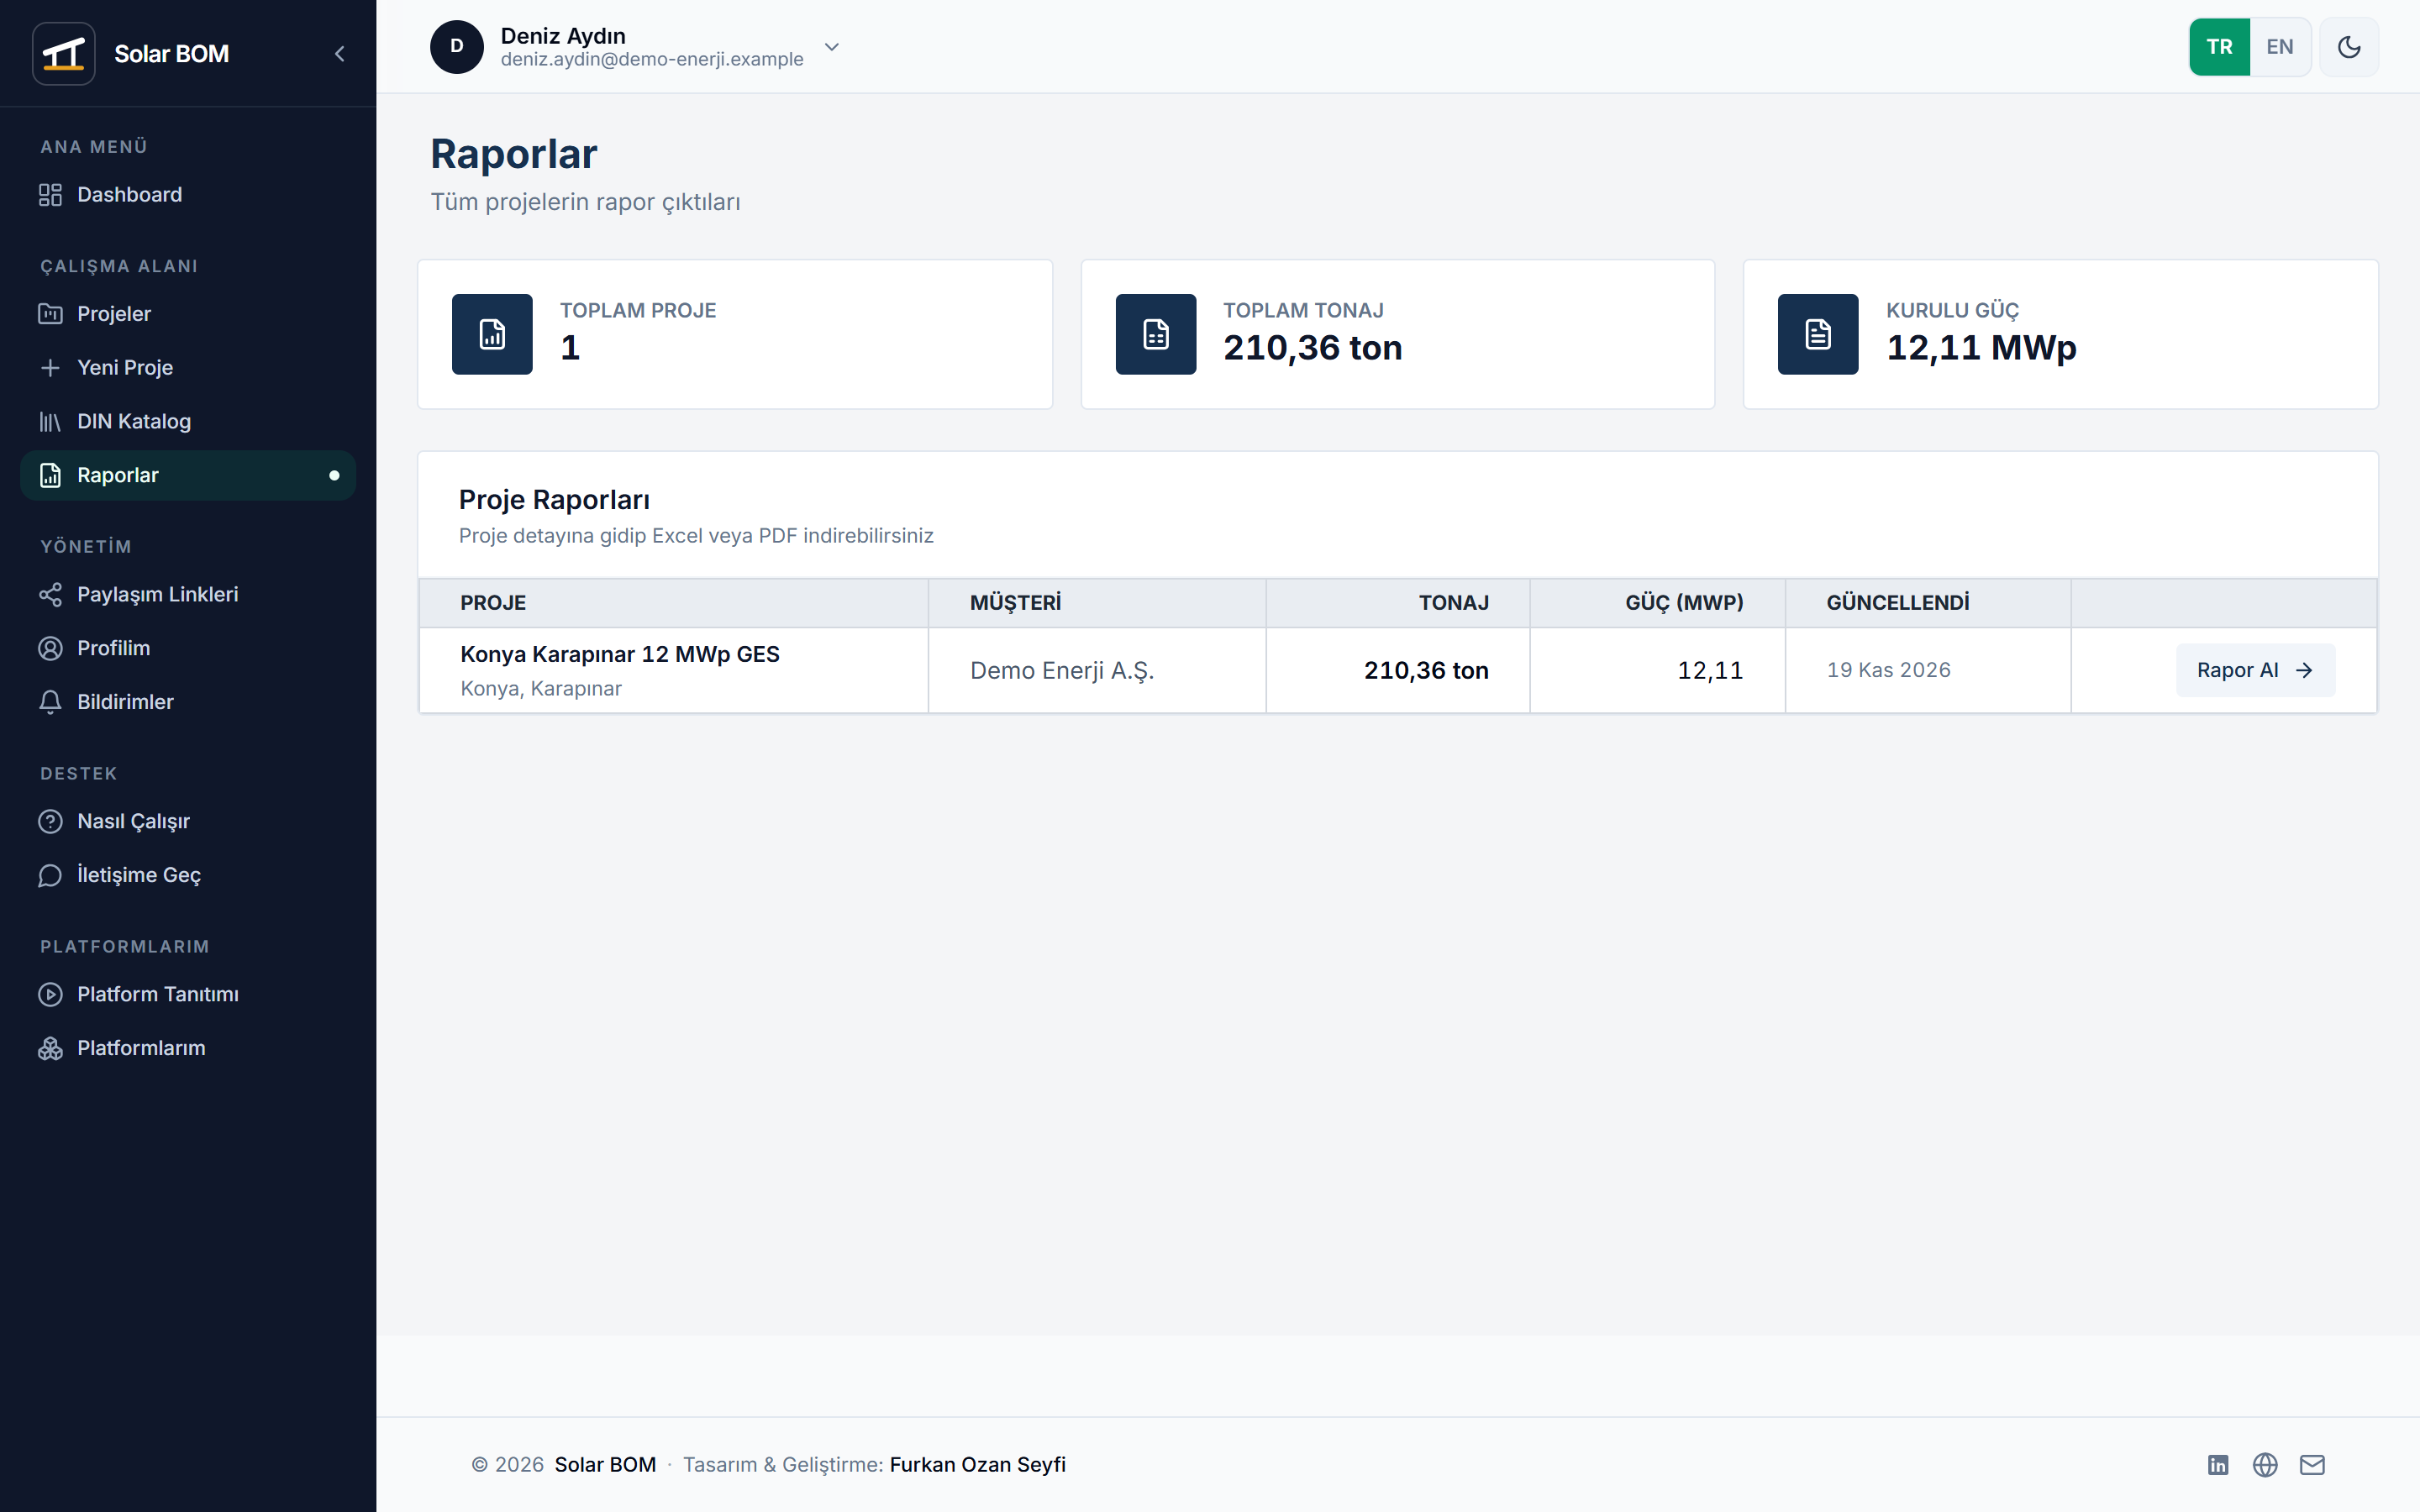 Solar BOM
ANA MENÜ
Dashboard
ÇALIŞMA ALANI
Projeler
Yeni Proje
DIN Katalog
Raporlar
YÖNETİM
Paylaşım Linkleri
Profilim
Bildirimler
DESTEK
Nasıl Çalışır
İletişime Geç
PLATFORMLARIM
Platform Tanıtımı
Platformlarım
D
Deniz Aydın
deniz.aydin@demo-enerji.example
TR EN
Raporlar
Tüm projelerin rapor çıktıları
TOPLAM PROJE
1
TOPLAM TONAJ
210,36 ton
KURULU GÜÇ
12,11 MWp
Proje Raporları
Proje detayına gidip Excel veya PDF indirebilirsiniz
PROJE MÜŞTERİ TONAJ GÜÇ (MWP) GÜNCELLENDİ
Konya Karapınar 12 MWp GES
Konya, Karapınar
Demo Enerji A.Ş. 210,36 ton 12,11 19 Kas 2026 Rapor Al
© 2026 Solar BOM · Tasarım & Geliştirme: Furkan Ozan Seyfi